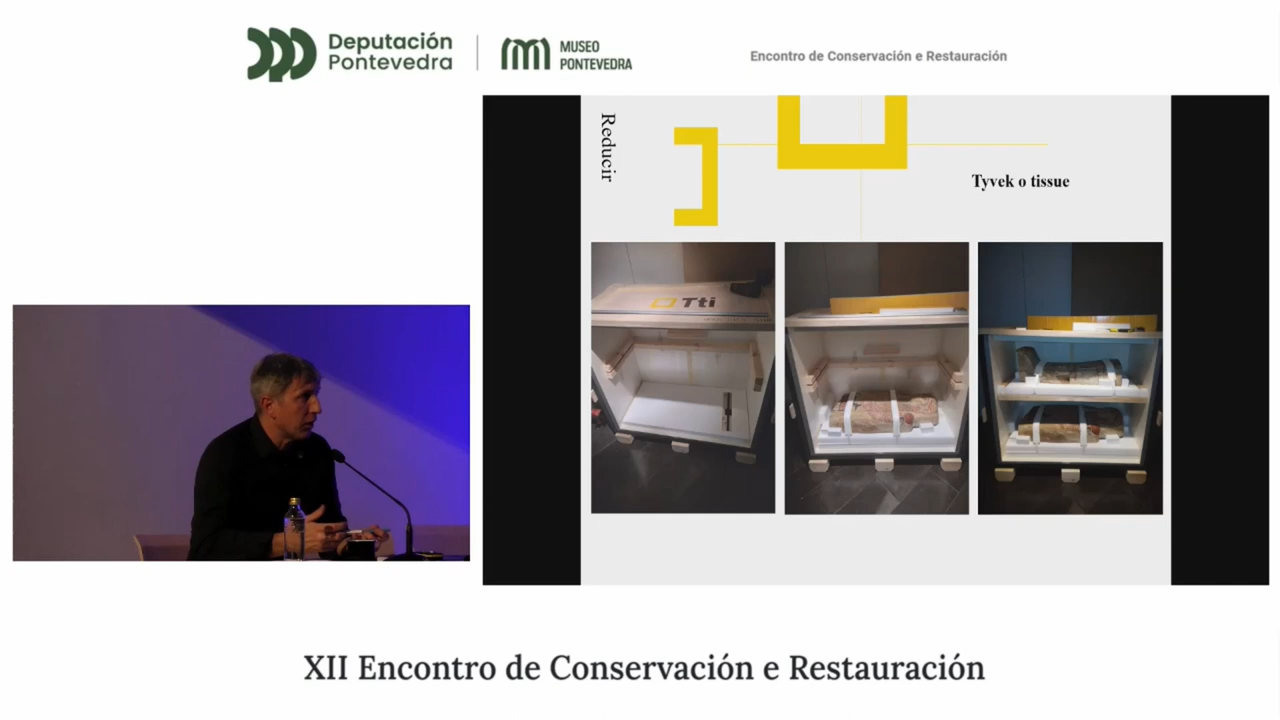 Deputación
Pontevedra
MUSEO
PONTEVEDRA
Encontro de Conservación e Restauración
Reducir
Tyvek o tissue
Tti
XII Encontro de Conservación e Restauración